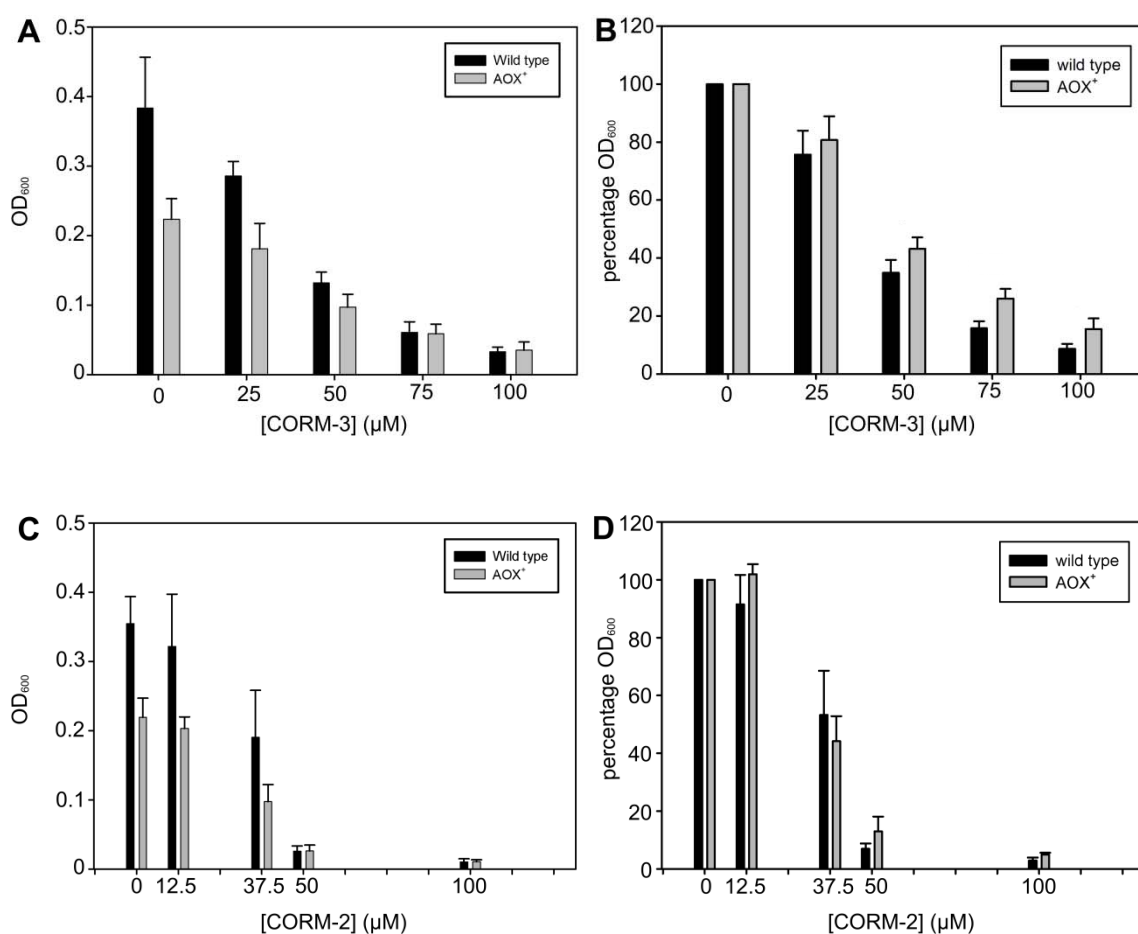 A
0.5
0.4
0.3
0.2
0.1
0
OD600
Wild type
AOX+
0 25 50 75 100
[CORM-3] (µM)
B
120
100
80
60
40
20
0
percentage OD600
wild type
AOX+
0 25 50 75 100
[CORM-3] (µM)
C
0.5
0.4
0.3
0.2
0.1
0
OD600
Wild type
AOX+
0 12.5 37.5 50 100
[CORM-2] (µM)
D
120
100
80
60
40
20
0
percentage OD600
wild type
AOX+
0 12.5 37.5 50 100
[CORM-2] (µM)